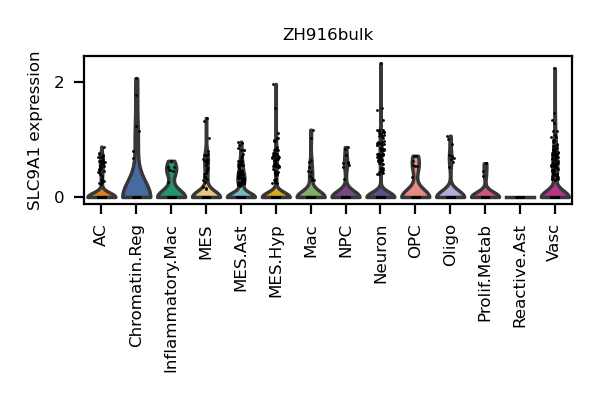 ZH916bulk
SLC9A1 expression
2
0
AC
Chromatin.Reg
Inflammatory.Mac
MES
MES.Ast
MES.Hyp
Mac
NPC
Neuron
OPC
Oligo
Prolif.Metab
Reactive.Ast
Vasc